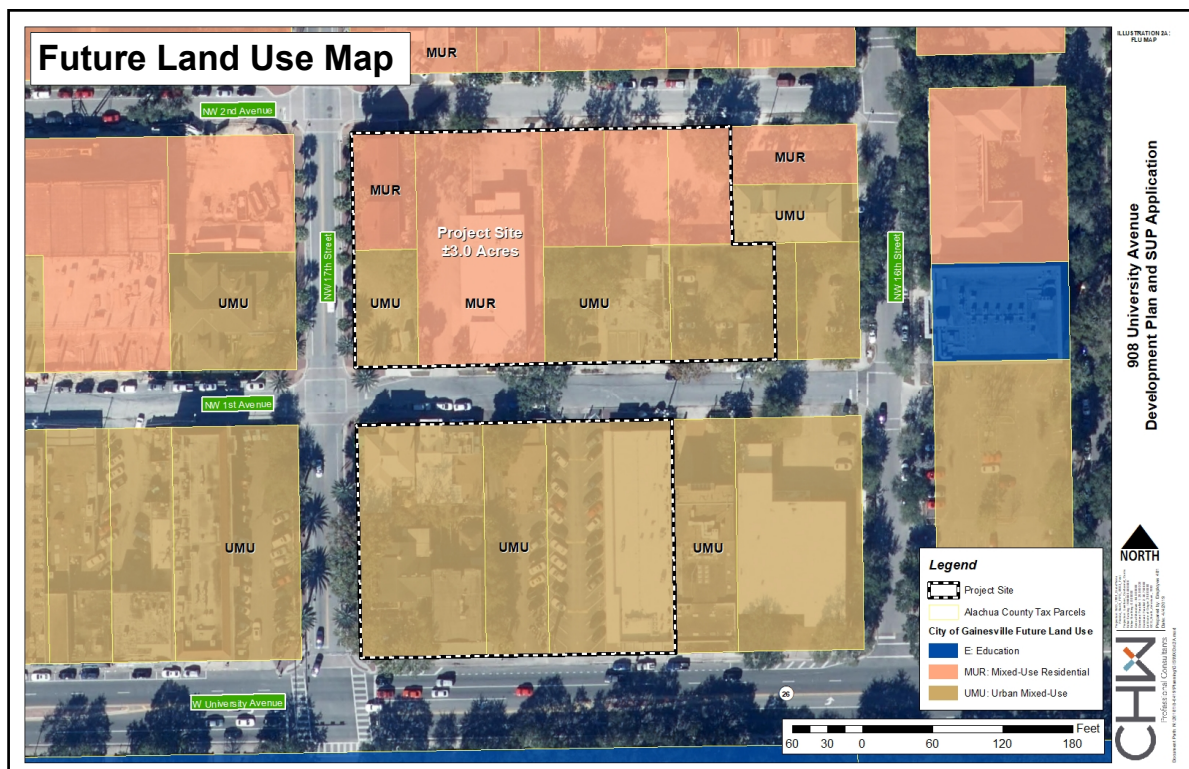 Future Land Use Map
MUR
NW 2nd Avenue
MUR
MUR
UMU
Project Site
±3.0 Acres
NW 17th Street
NW 16th Street
UMU
UMU
MUR
UMU
NW 1st Avenue
UMU
UMU
UMU
W University Avenue
26
Legend
Project Site
Alachua County Tax Parcels
City of Gainesville Future Land Use
E: Education
MUR: Mixed-Use Residential
UMU: Urban Mixed-Use
Feet
60 30 0 60 120 180
ILLUSTRATION 2A:
FLU MAP
908 University Avenue
Development Plan and SUP Application
NORTH
CHW
Professional Consultants